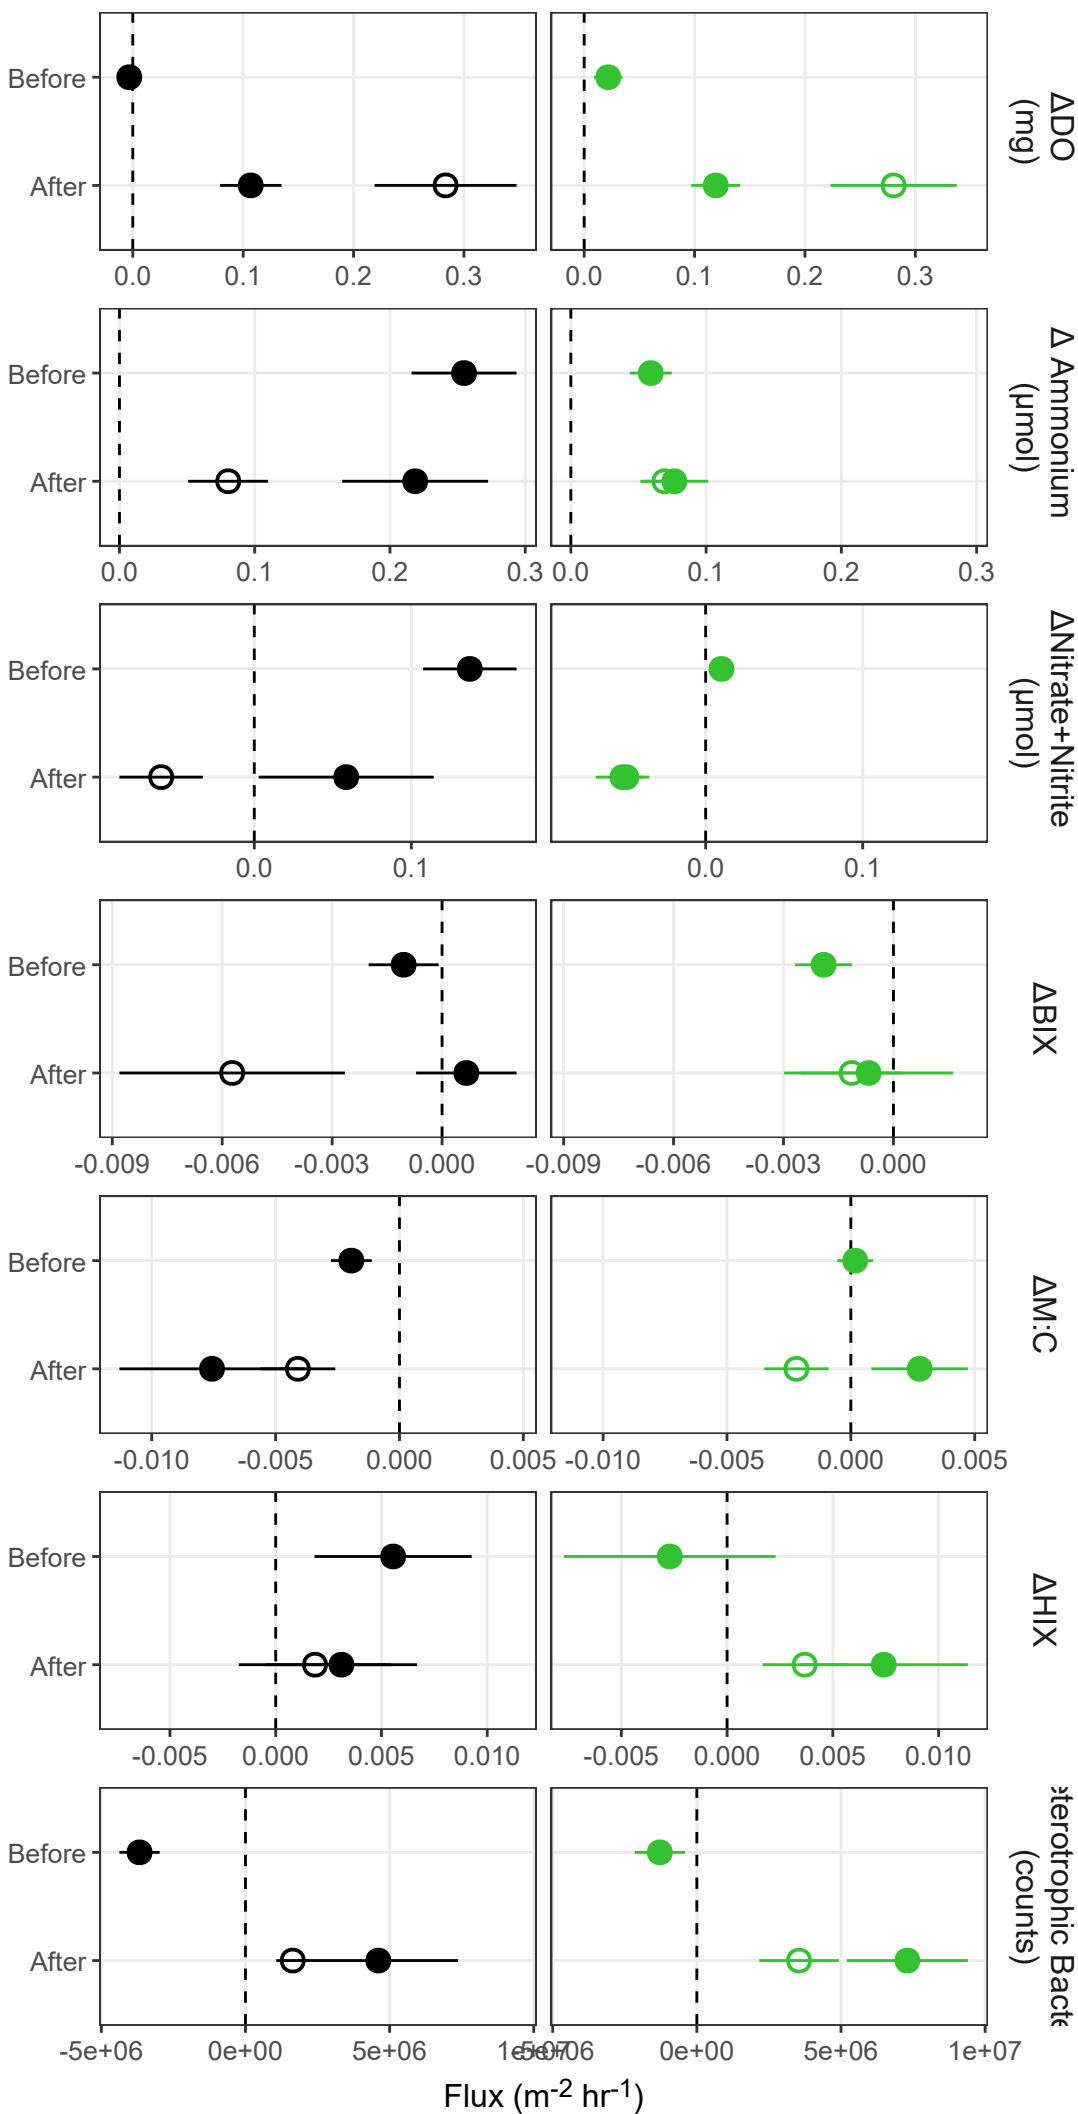 Before
After
ΔDO
(mg)
0.0 0.1 0.2 0.3 0.0 0.1 0.2 0.3
Before
After
Δ Ammonium
(μmol)
0.0 0.1 0.2 0.3 0.0 0.1 0.2 0.3
Before
After
ΔNitrate+Nitrite
(μmol)
0.0 0.1 0.0 0.1
Before
After
ΔBIX
-0.009 -0.006 -0.003 0.000 -0.009 -0.006 -0.003 0.000
Before
After
ΔM:C
-0.010 -0.005 0.000 0.005 -0.010 -0.005 0.000 0.005
Before
After
ΔHIX
-0.005 0.000 0.005 0.010 -0.005 0.000 0.005 0.010
Before
After
terotrophic Bacte
(counts)
-5e+06 0e+00 5e+06 1e+07 -5e+06 0e+00 5e+06 1e+07
Flux (m⁻² hr⁻¹)